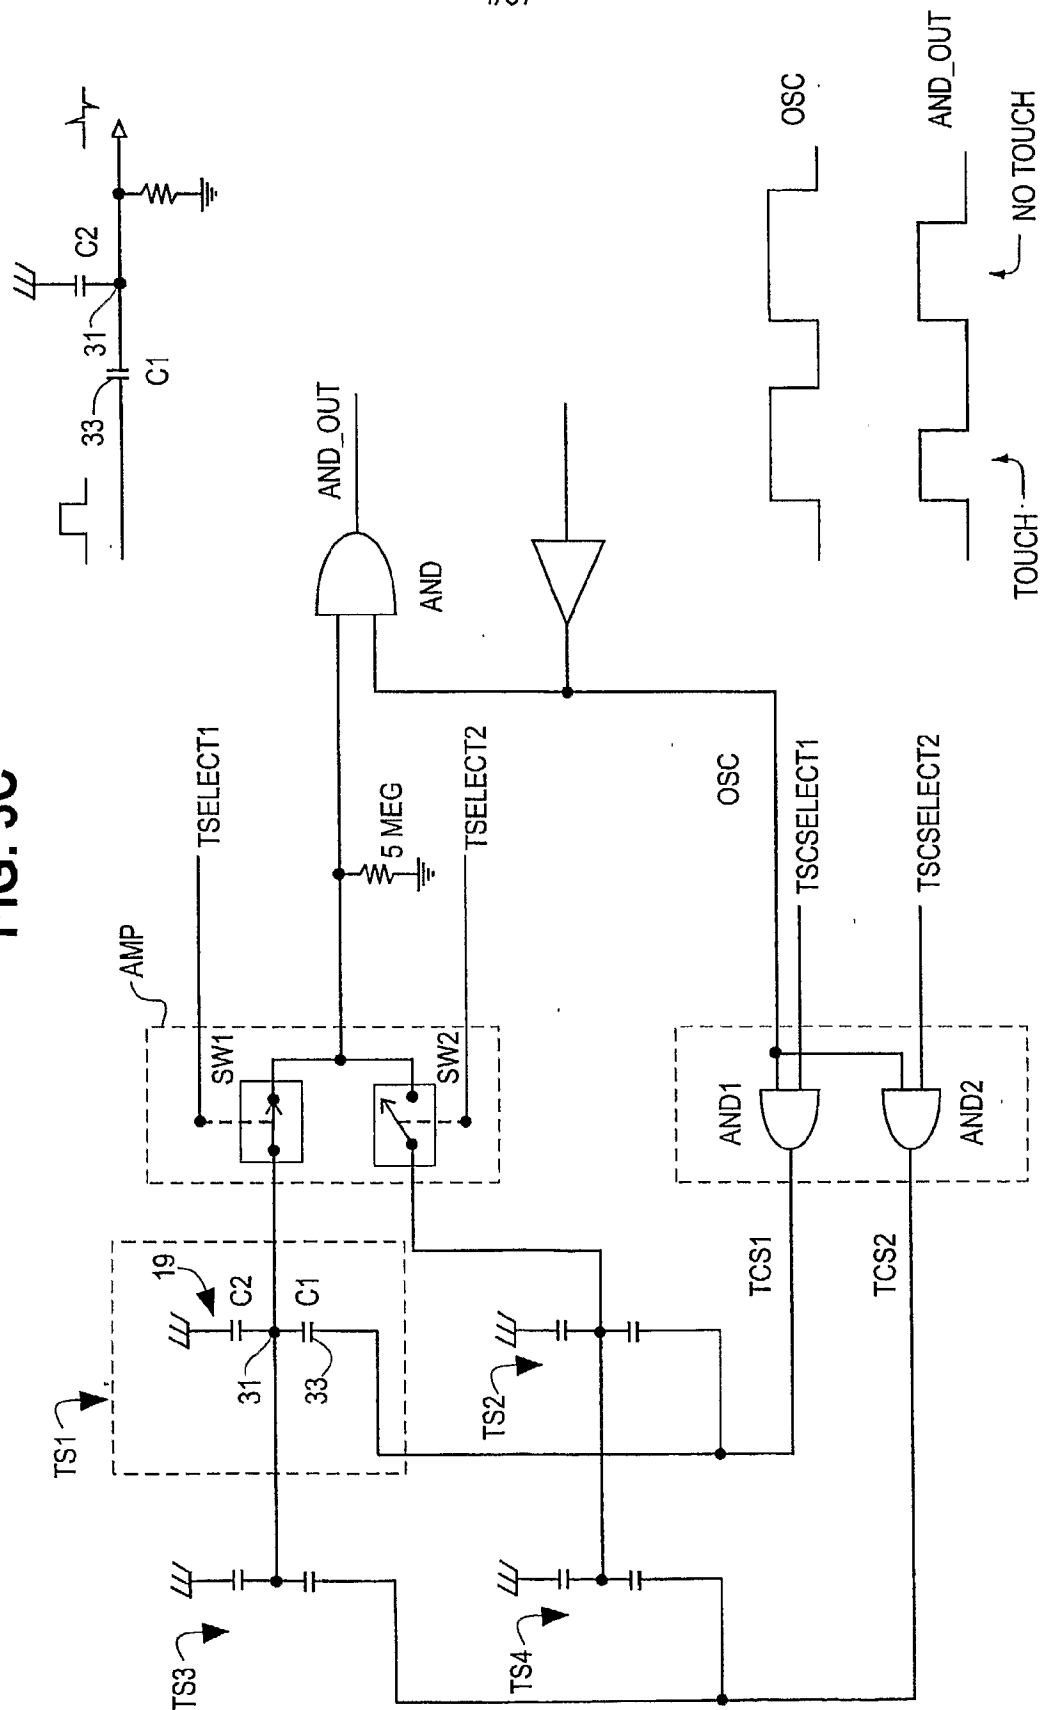 FIG. 3C
TS1
19
C2
31
C1
33
TS2
TS3
TS4
TCS1
TCS2
AMP
SW1
SW2
TSELECT1
TSELECT2
5 MEG
AND1
AND2
OSC
TSCSELECT1
TSCSELECT2
AND
AND_OUT
33
C1
31
C2
OSC
AND_OUT
TOUCH
NO TOUCH